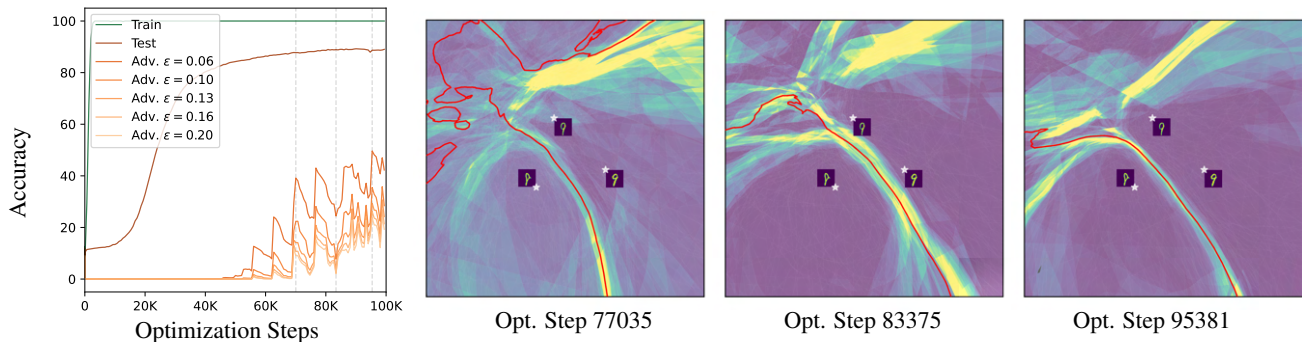 100
80
60
40
20
0
Accuracy
Train
Test
Adv. ε = 0.06
Adv. ε = 0.10
Adv. ε = 0.13
Adv. ε = 0.16
Adv. ε = 0.20
0 20K 40K 60K 80K 100K
Optimization Steps
Opt. Step 77035
Opt. Step 83375
Opt. Step 95381